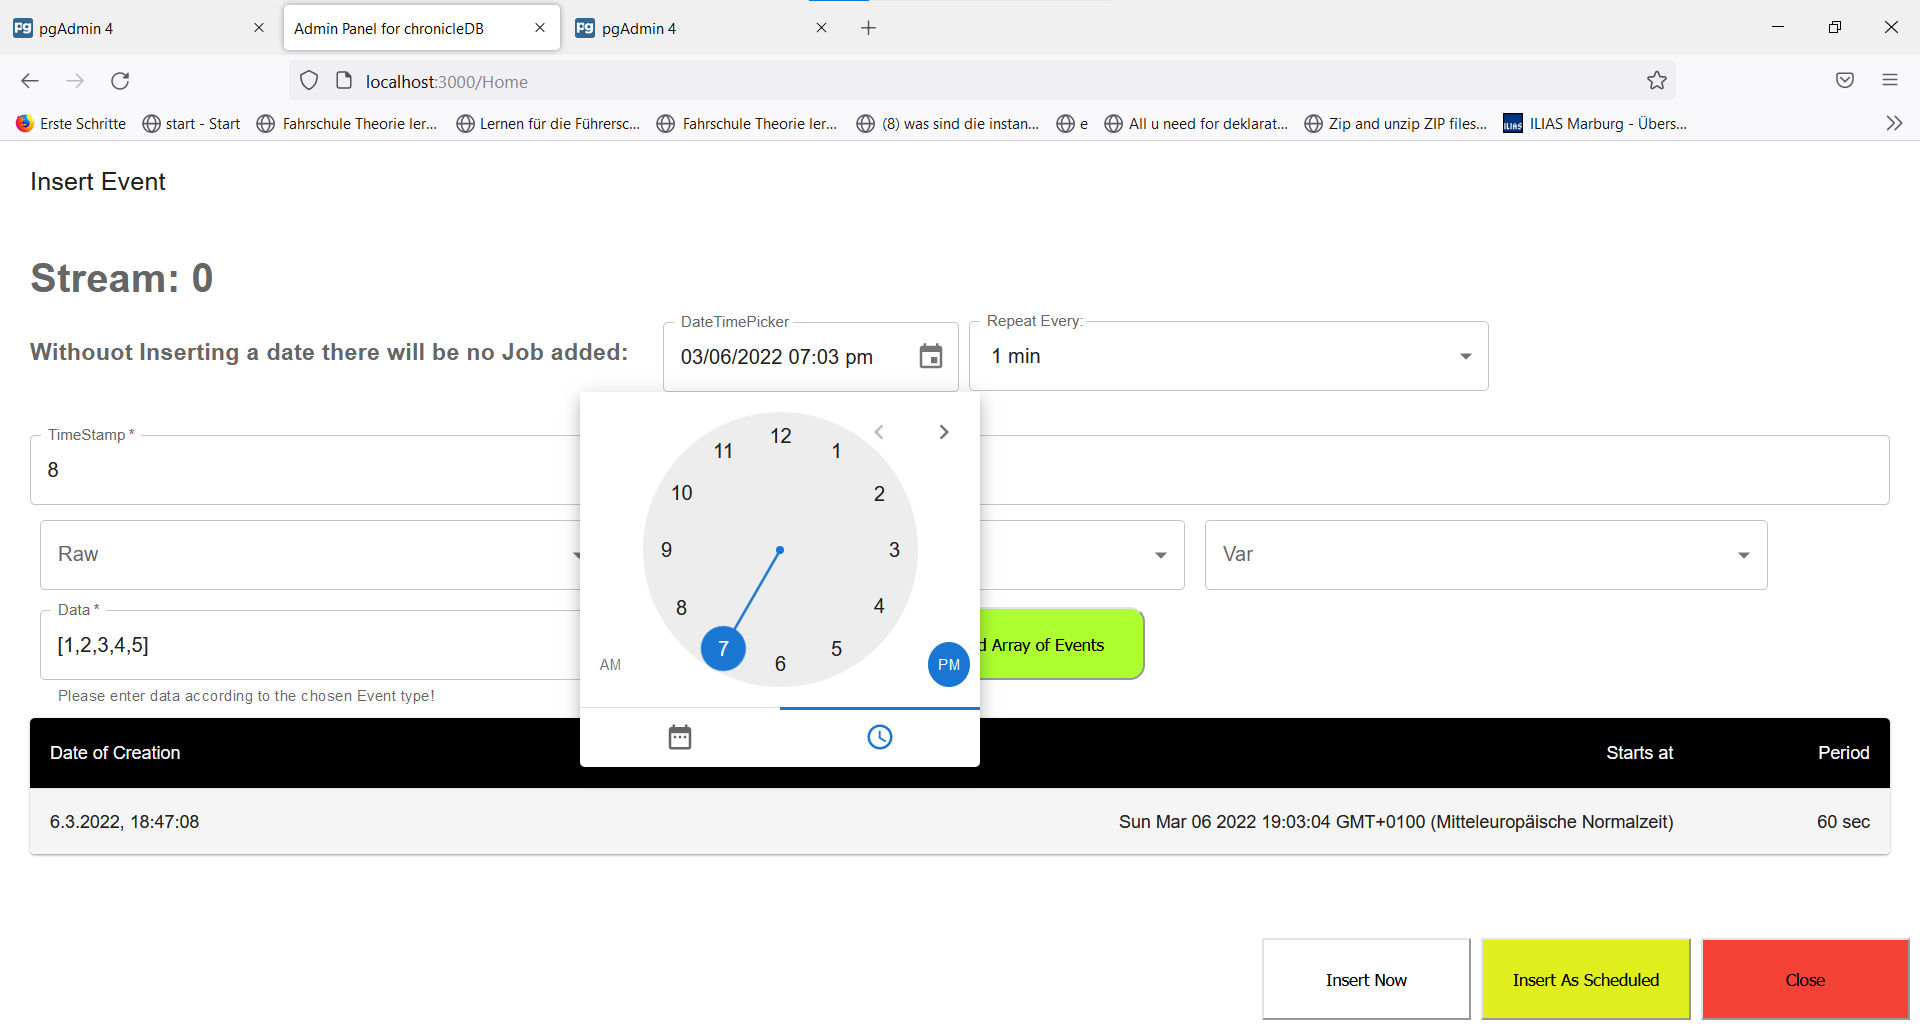 pgAdmin 4
Admin Panel for chronicleDB
pgAdmin 4
localhost:3000/Home
Erste Schritte
start - Start
Fahrschule Theorie ler...
Lernen für die Führersc...
Fahrschule Theorie ler...
(8) was sind die instan...
e
All u need for deklarat...
Zip and unzip ZIP files...
ILIAS Marburg - Übers...
Insert Event
Stream: 0
Withouot Inserting a date there will be no Job added:
DateTimePicker
03/06/2022 07:03 pm
Repeat Every:
1 min
TimeStamp *
8
Raw
Var
Data *
[1,2,3,4,5]
Please enter data according to the chosen Event type!
12
1
2
3
4
5
6
7
8
9
10
11
AM
PM
d Array of Events
Date of Creation
Starts at
Period
6.3.2022, 18:47:08
Sun Mar 06 2022 19:03:04 GMT+0100 (Mitteleuropäische Normalzeit)
60 sec
Insert Now
Insert As Scheduled
Close